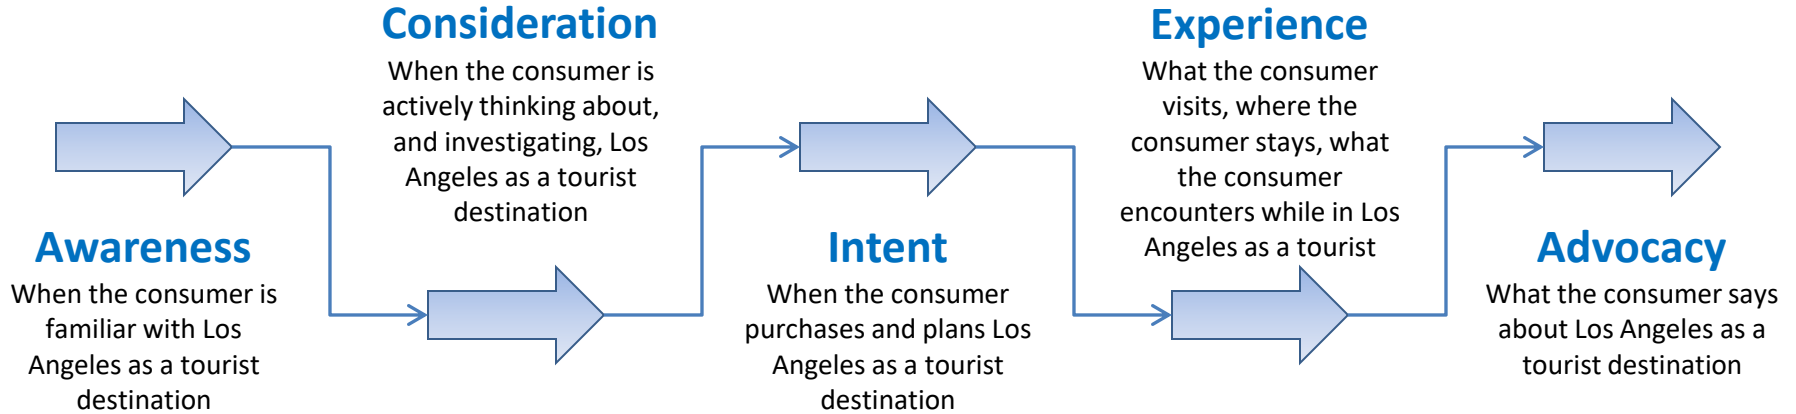 Awareness
When the consumer is
familiar with Los
Angeles as a tourist
destination
Consideration
When the consumer is
actively thinking about,
and investigating, Los
Angeles as a tourist
destination
Intent
When the consumer
purchases and plans Los
Angeles as a tourist
destination
Experience
What the consumer
visits, where the
consumer stays, what
the consumer
encounters while in Los
Angeles as a tourist
Advocacy
What the consumer says
about Los Angeles as a
tourist destination